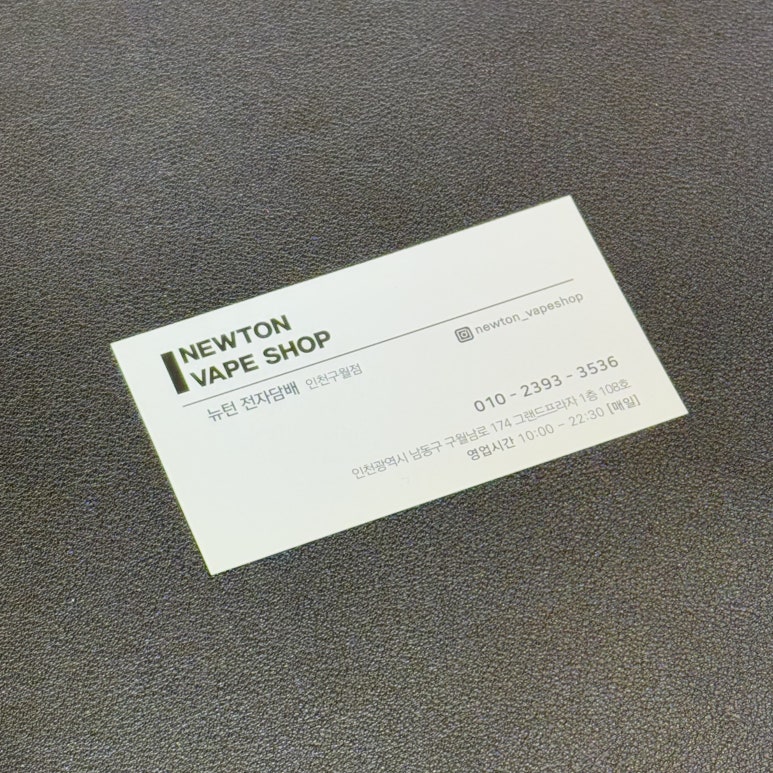 NEWTON
VAPE SHOP
뉴턴 전자담배 인천구월점
newton_vapeshop
010 - 2393 - 3536
인천광역시 남동구 구월남로 174 그랜드프라자 1층 108호
영업시간 10:00 - 22:30 [매일]